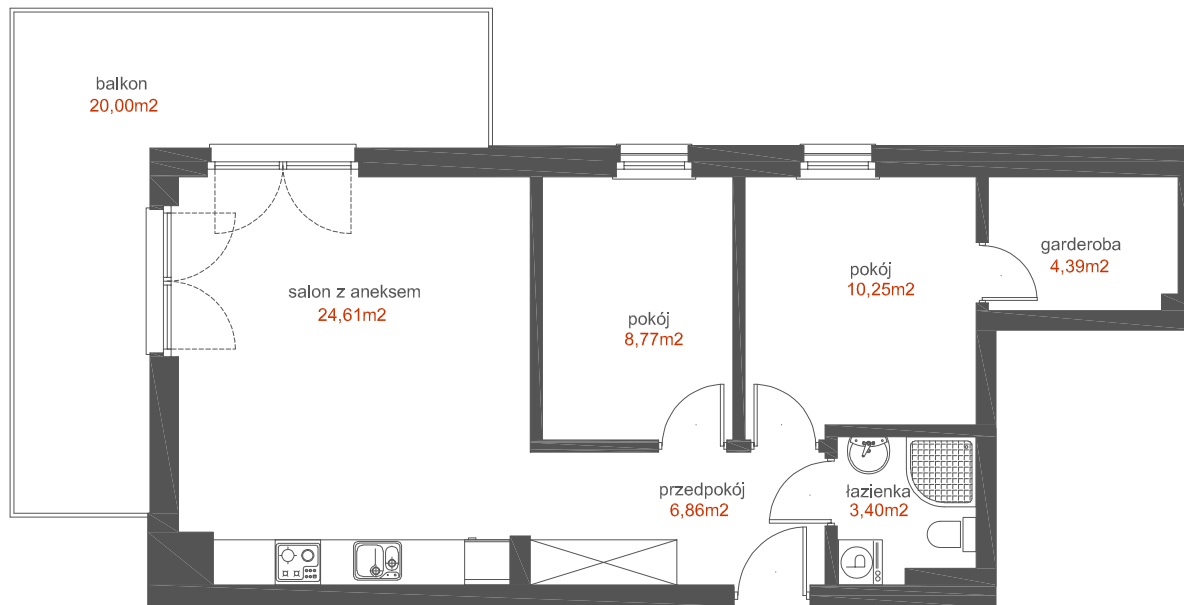 balkon
20,00m2
salon z aneksem
24,61m2
pokój
8,77m2
pokój
10,25m2
garderoba
4,39m2
przedpokój
6,86m2
łazienka
3,40m2